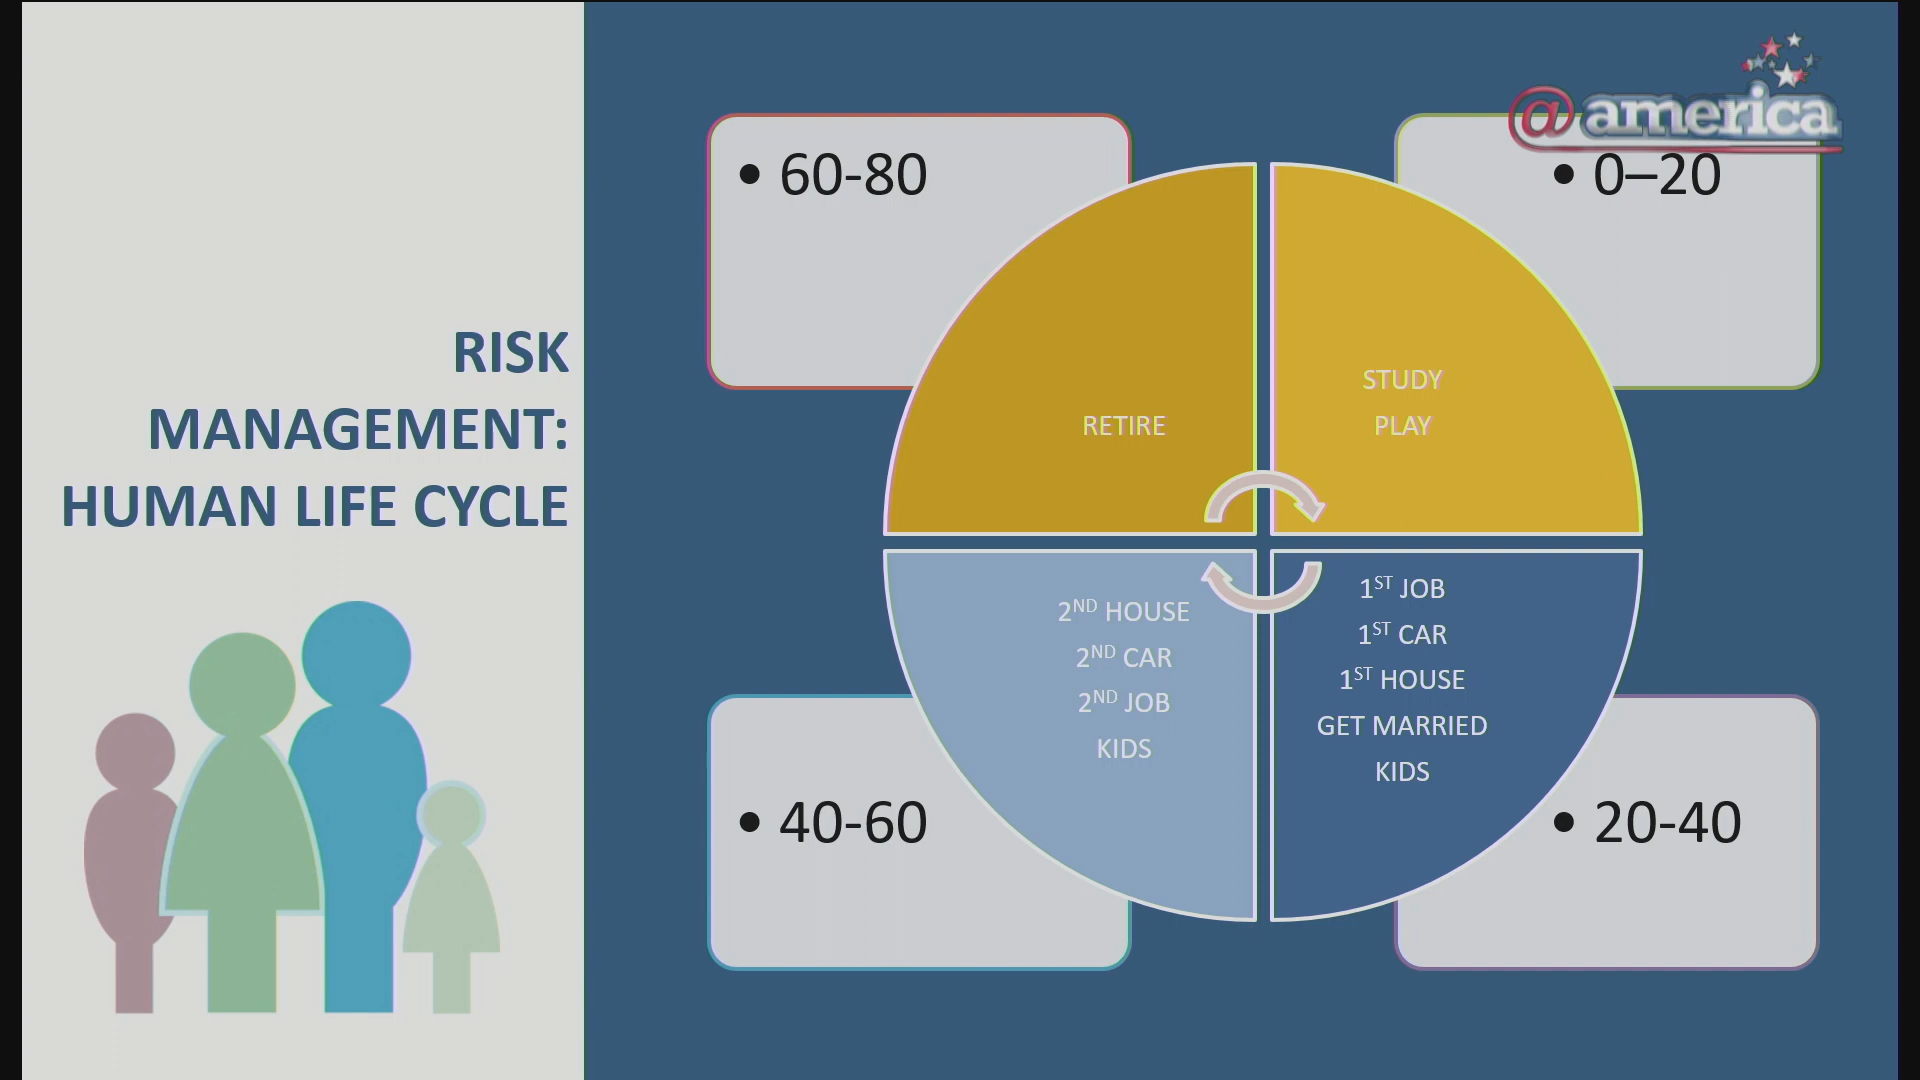 RISK
MANAGEMENT:
HUMAN LIFE CYCLE
@america
• 60-80
• 0–20
RETIRE
STUDY
PLAY
2ND HOUSE
2ND CAR
2ND JOB
KIDS
1ST JOB
1ST CAR
1ST HOUSE
GET MARRIED
KIDS
• 40-60
• 20-40